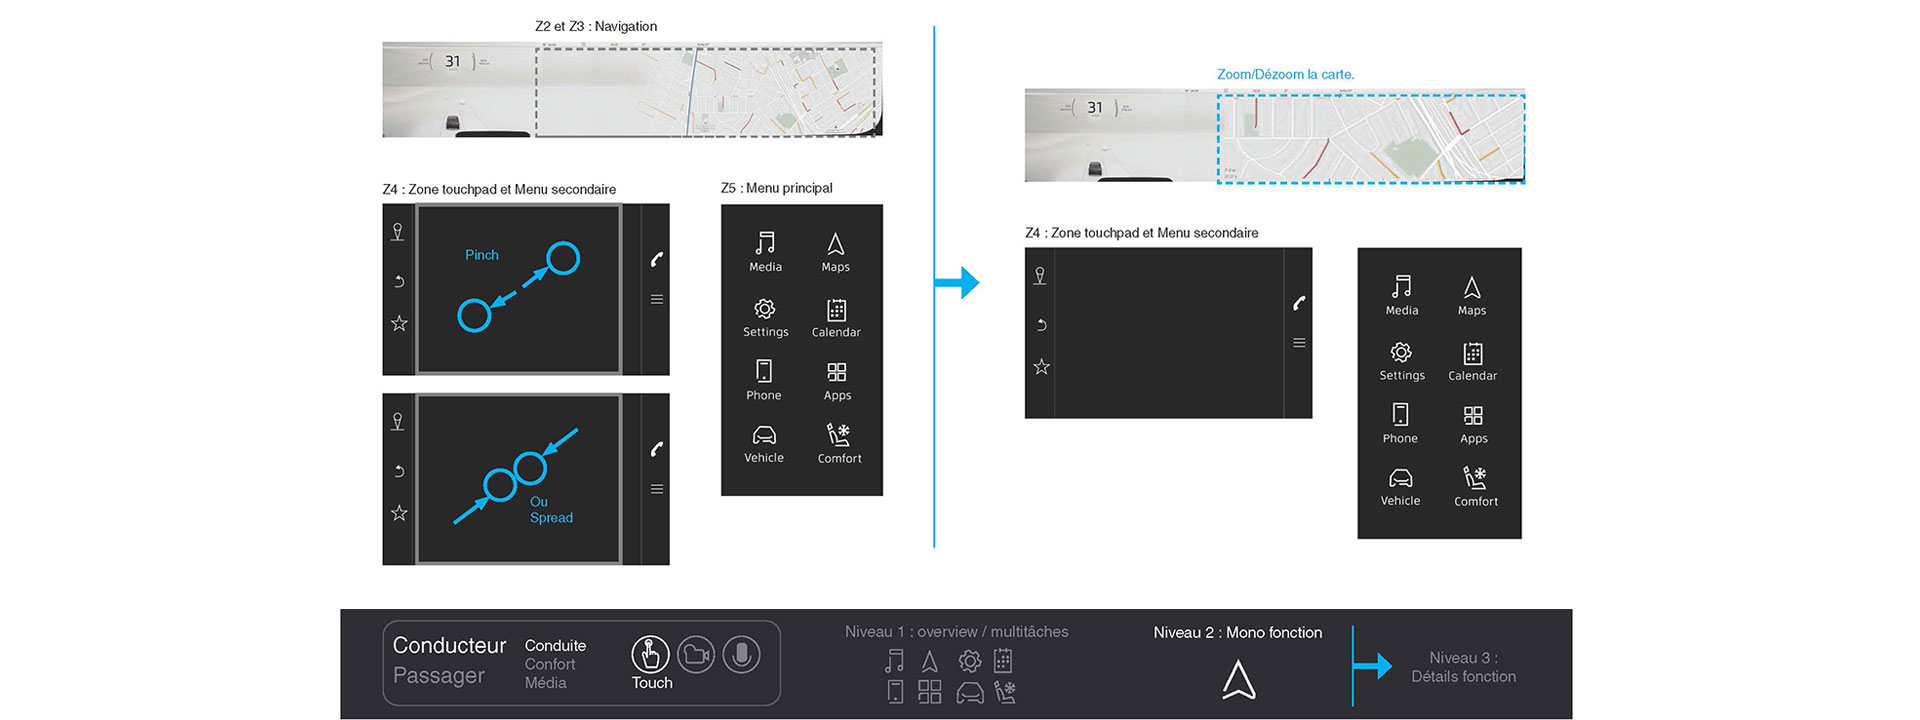 Z2 et Z3 : Navigation
31
Z4 : Zone touchpad et Menu secondaire
Pinch
Ou
Spread
Z5 : Menu principal
Media
Maps
Settings
Calendar
Phone
Apps
Vehicle
Comfort
Zoom/Dézoom la carte.
31
Z4 : Zone touchpad et Menu secondaire
Media
Maps
Settings
Calendar
Phone
Apps
Vehicle
Comfort
Conducteur
Passager
Conduite
Confort
Média
Touch
Niveau 1 : overview / multitâches
Niveau 2 : Mono fonction
Niveau 3 :
Détails fonction